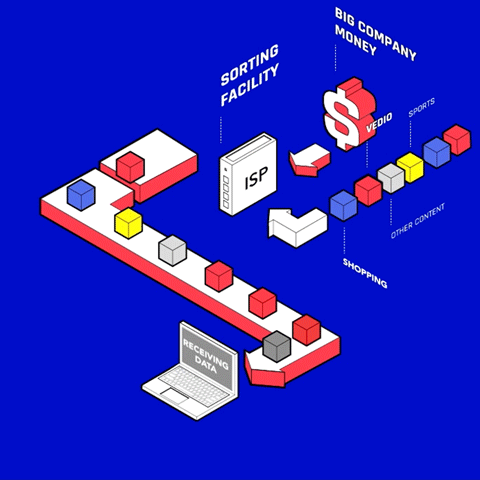 BIG COMPANY
MONEY
SORTING
FACILITY
VEDIO
SPORTS
ISP
OTHER CONTENT
SHOPPING
RECEIVING
DATA